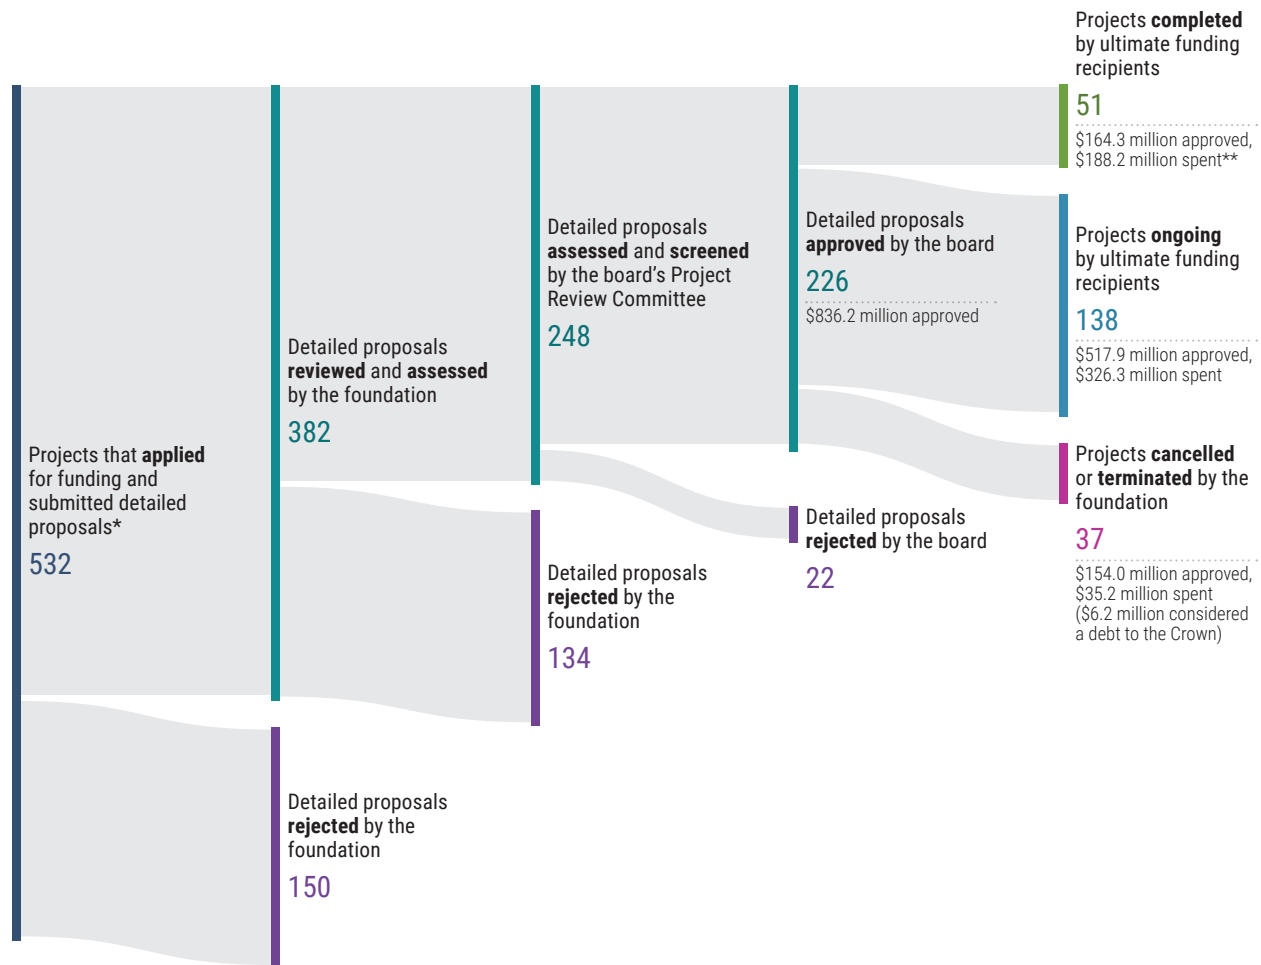 Projects that applied
for funding and
submitted detailed
proposals*
532
Detailed proposals
reviewed and assessed
by the foundation
382
Detailed proposals
rejected by the
foundation
150
Detailed proposals
assessed and screened
by the board’s Project
Review Committee
248
Detailed proposals
rejected by the
foundation
134
Detailed proposals
approved by the board
226
$836.2 million approved
Detailed proposals
rejected by the board
22
Projects completed
by ultimate funding
recipients
51
$164.3 million approved,
$188.2 million spent**
Projects ongoing
by ultimate funding
recipients
138
$517.9 million approved,
$326.3 million spent
Projects cancelled
or terminated by the
foundation
37
$154.0 million approved,
$35.2 million spent
($6.2 million considered
a debt to the Crown)